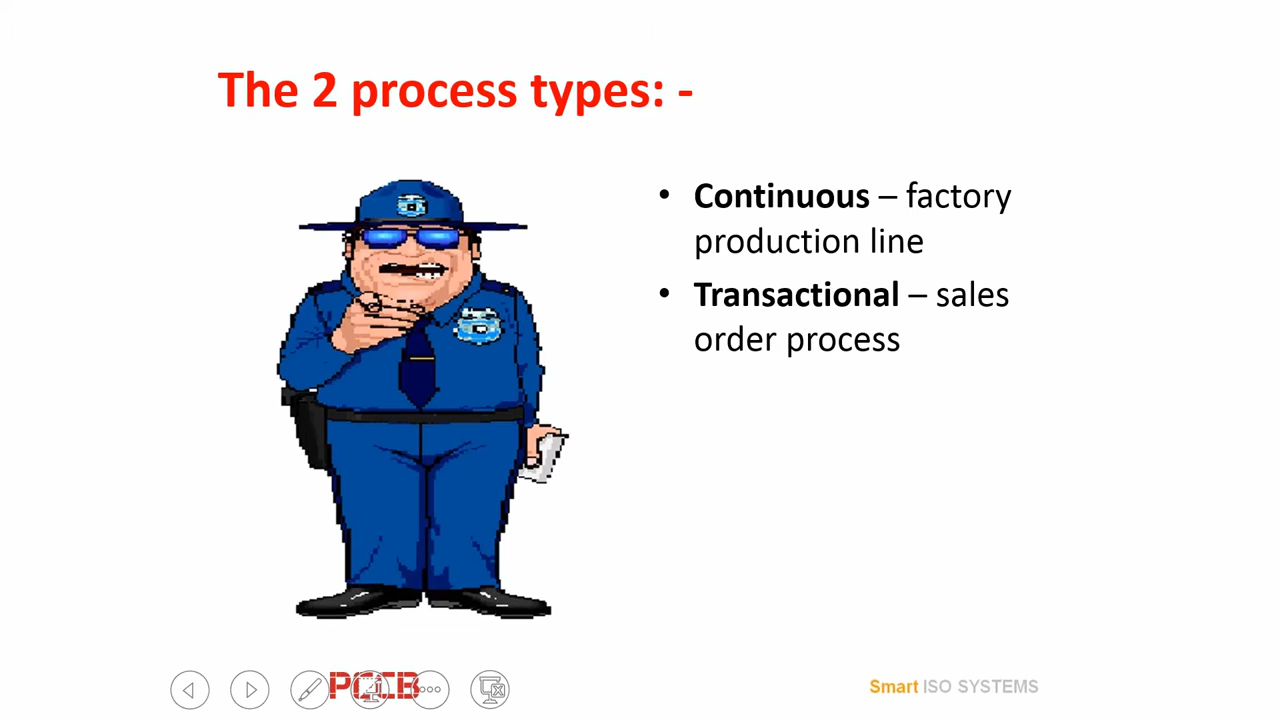 The 2 process types: -
• Continuous – factory
production line
• Transactional – sales
order process
Smart ISO SYSTEMS